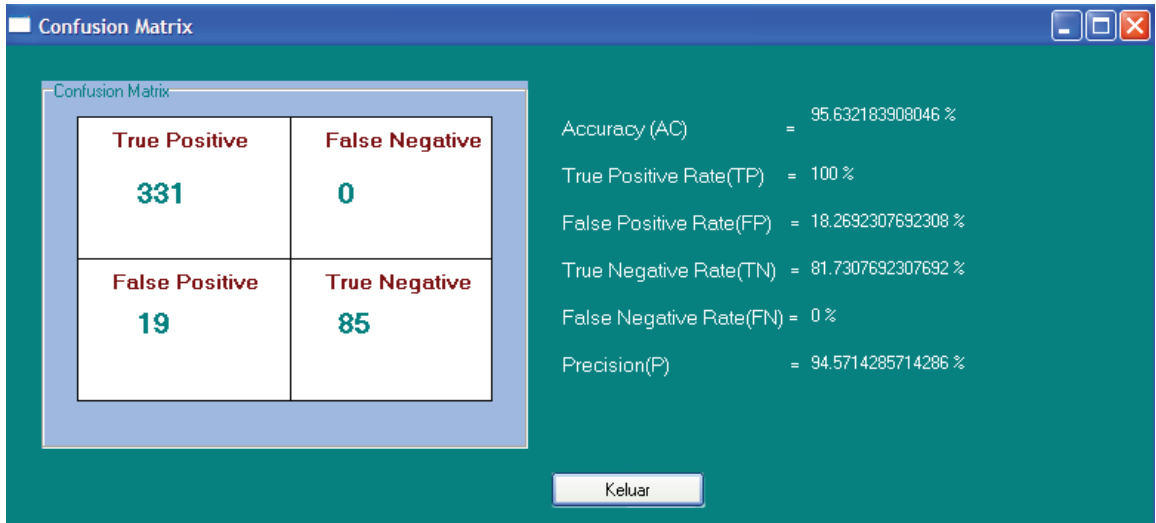 Confusion Matrix
Confusion Matrix
True Positive
False Negative
331
0
False Positive
True Negative
19
85
Accuracy (AC) = 95.632183908046 %
True Positive Rate(TP) = 100 %
False Positive Rate(FP) = 18.2692307692308 %
True Negative Rate(TN) = 81.7307692307692 %
False Negative Rate(FN) = 0 %
Precision(P) = 94.5714285714286 %
Keluar